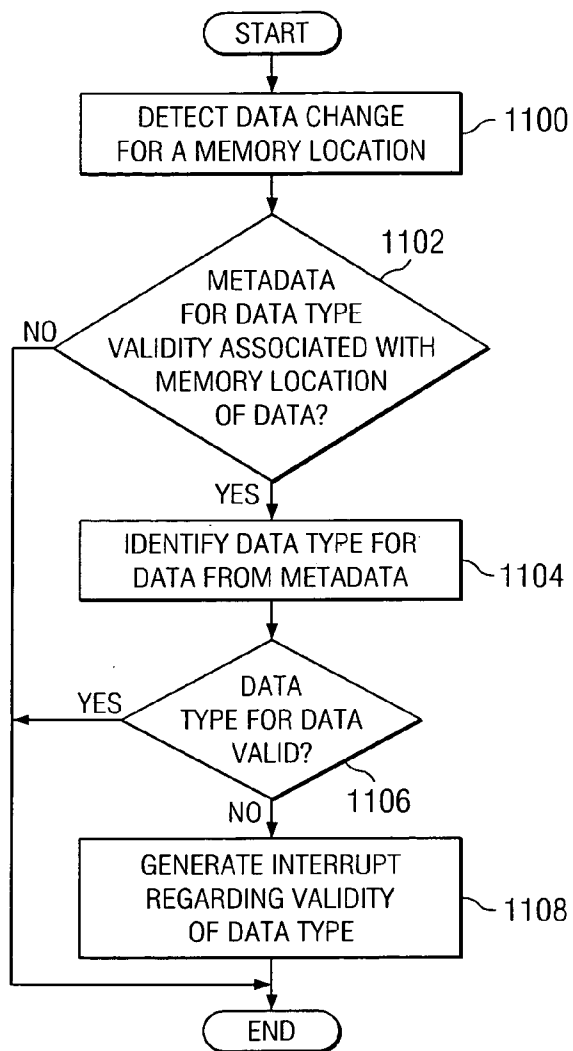 START
DETECT DATA CHANGE
FOR A MEMORY LOCATION
1100
1102
METADATA
FOR DATA TYPE
VALIDITY ASSOCIATED WITH
MEMORY LOCATION
OF DATA?
NO
YES
IDENTIFY DATA TYPE FOR
DATA FROM METADATA
1104
DATA
TYPE FOR DATA
VALID?
YES
1106
NO
GENERATE INTERRUPT
REGARDING VALIDITY
OF DATA TYPE
1108
END